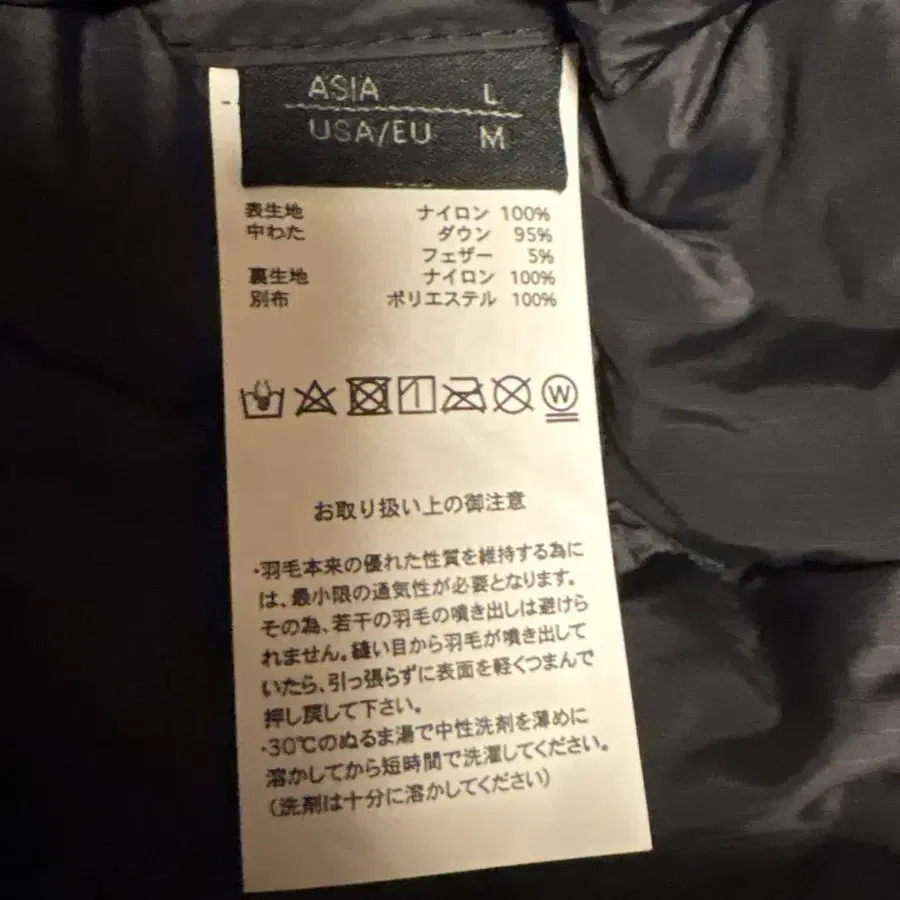 ASIA L
USA/EU M
表生地 ナイロン 100%
中わた ダウン 95%
フェザー 5%
裏生地 ナイロン 100%
別布 ポリエステル 100%
W
お取り扱い上の御注意
・羽毛本来の優れた性質を維持する為に
は、最小限の通気性が必要となります。
その為、若干の羽毛の噴き出しは避けら
れません。縫い目から羽毛が噴き出して
いたら、引っ張らずに表面を軽くつまんで
押し戻して下さい。
・30℃のぬるま湯で中性洗剤を薄めに
溶かしてから短時間で洗濯してください。
（洗剤は十分に溶かしてください）